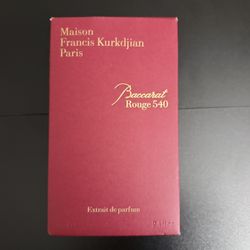 Maison
Francis Kurkdjian
Paris
Baccarat
Rouge 540
Extrait de parfum